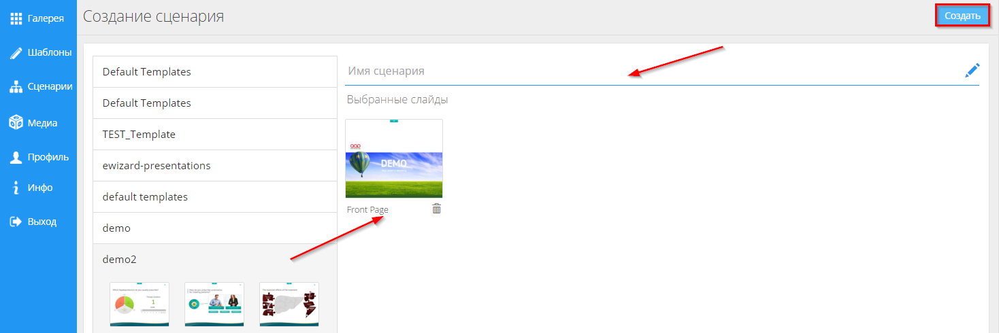 Галерея
Шаблоны
Сценарии
Медиа
Профиль
Инфо
Выход
Создание сценария
Создать
Default Templates
Default Templates
TEST_Template
ewizard-presentations
default templates
demo
demo2
Имя сценария
Выбранные слайды
DEMO
Front Page